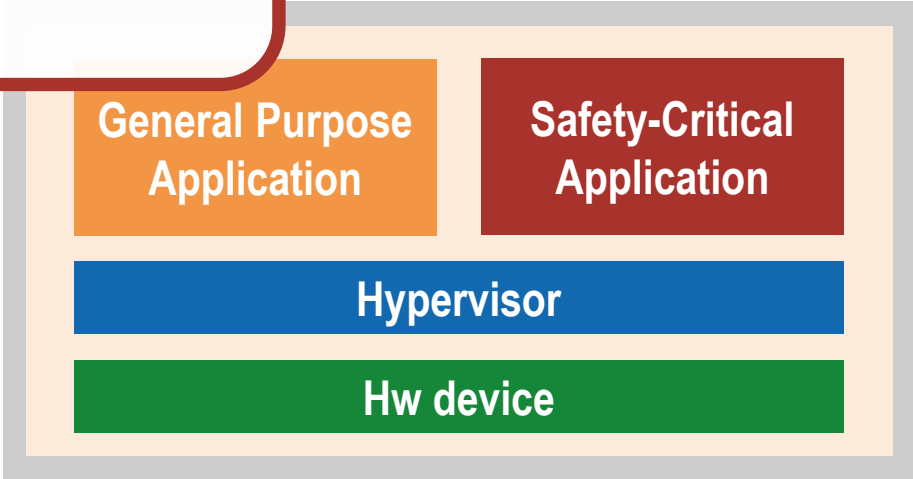 General Purpose
Application
Safety-Critical
Application
Hypervisor
Hw device